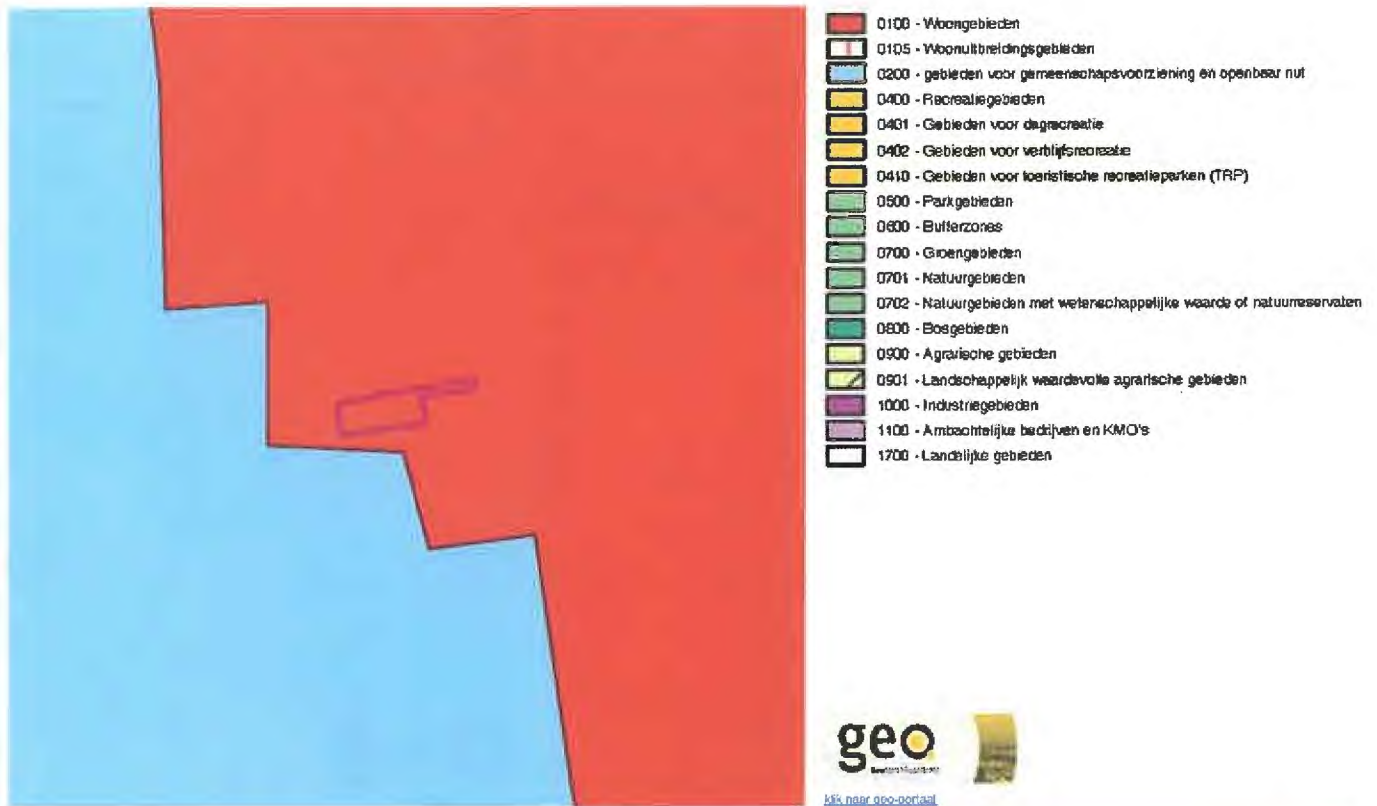 0100 - Woongebieden
0105 - Woonuitbreidingsgebieden
0200 - gebieden voor gemeenschapsvoorziening en openbaar nut
0400 - Recreatiegebieden
0401 - Gebieden voor dagrecreatie
0402 - Gebieden voor verblijfsrecreatie
0410 - Gebieden voor toeristische recreatieparken (TRP)
0500 - Parkgebieden
0600 - Bufferzones
0700 - Groengebieden
0701 - Natuurgebieden
0702 - Natuurgebieden met wetenschappelijke waarde of natuurreservaten
0800 - Bosgebieden
0900 - Agrarische gebieden
0901 - Landschappelijk waardevolle agrarische gebieden
1000 - Industriegebieden
1100 - Ambachtelijke bedrijven en KMO's
1700 - Landelijke gebieden
geo
klik naar geo-portaal